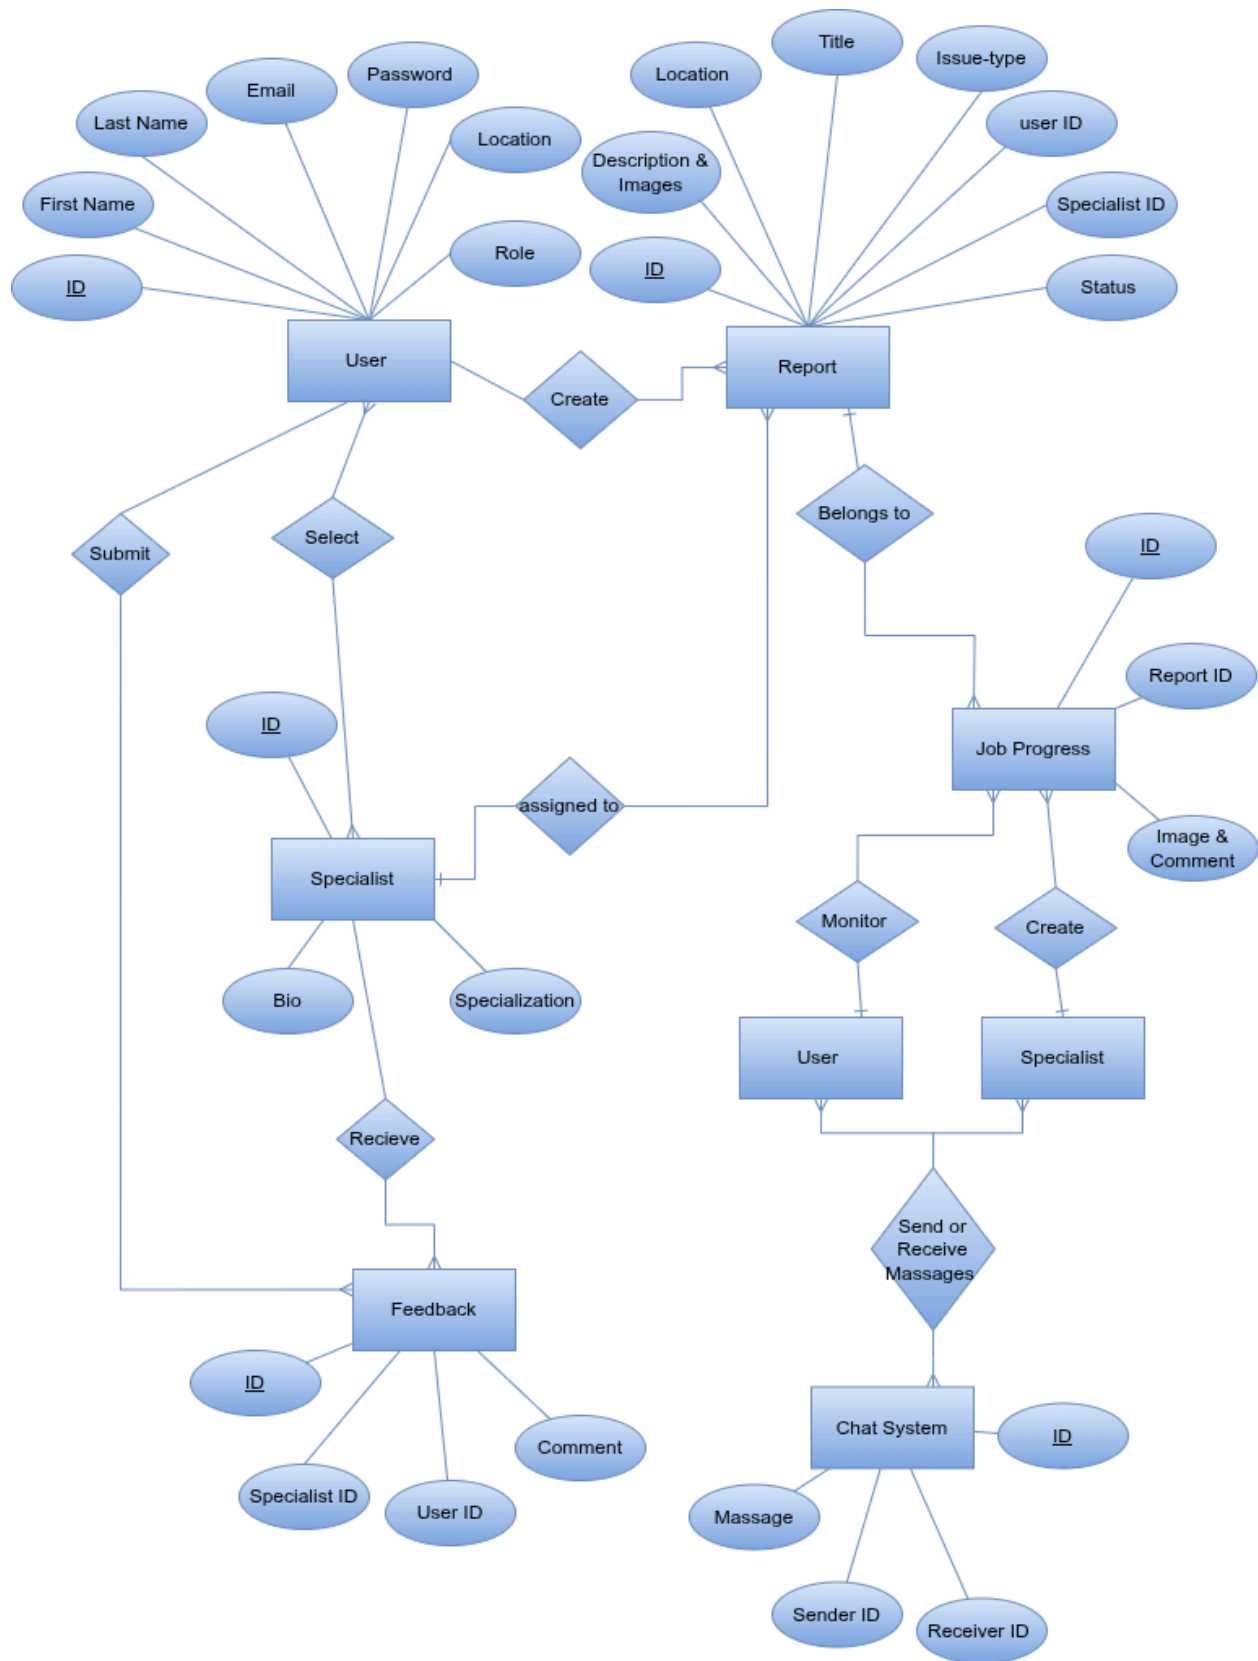 Title
Issue-type
Password
Location
Email
Last Name
user ID
Location
Description &
Images
First Name
Specialist ID
Role
ID
ID
Status
User
Report
Create
Belongs to
Select
Submit
ID
Report ID
ID
Job Progress
assigned to
Image &
Comment
Specialist
Monitor
Create
Bio
Specialization
User
Specialist
Recieve
Send or
Receive
Massages
Feedback
ID
Chat System
ID
Comment
Specialist ID
User ID
Massage
Sender ID
Receiver ID